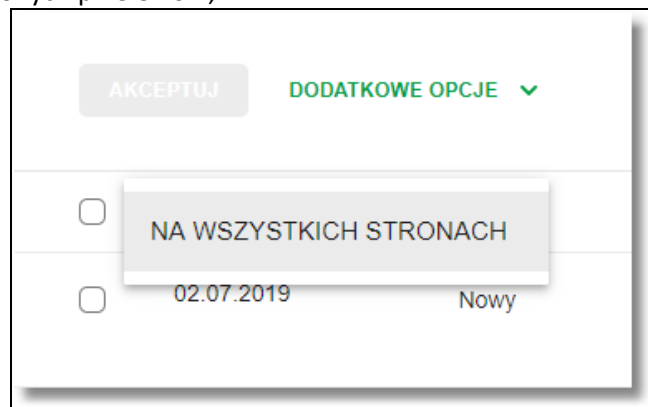 AKCEPTUJ DODATKOWE OPCJE
NA WSZYSTKICH STRONACH
02.07.2019 Nowy